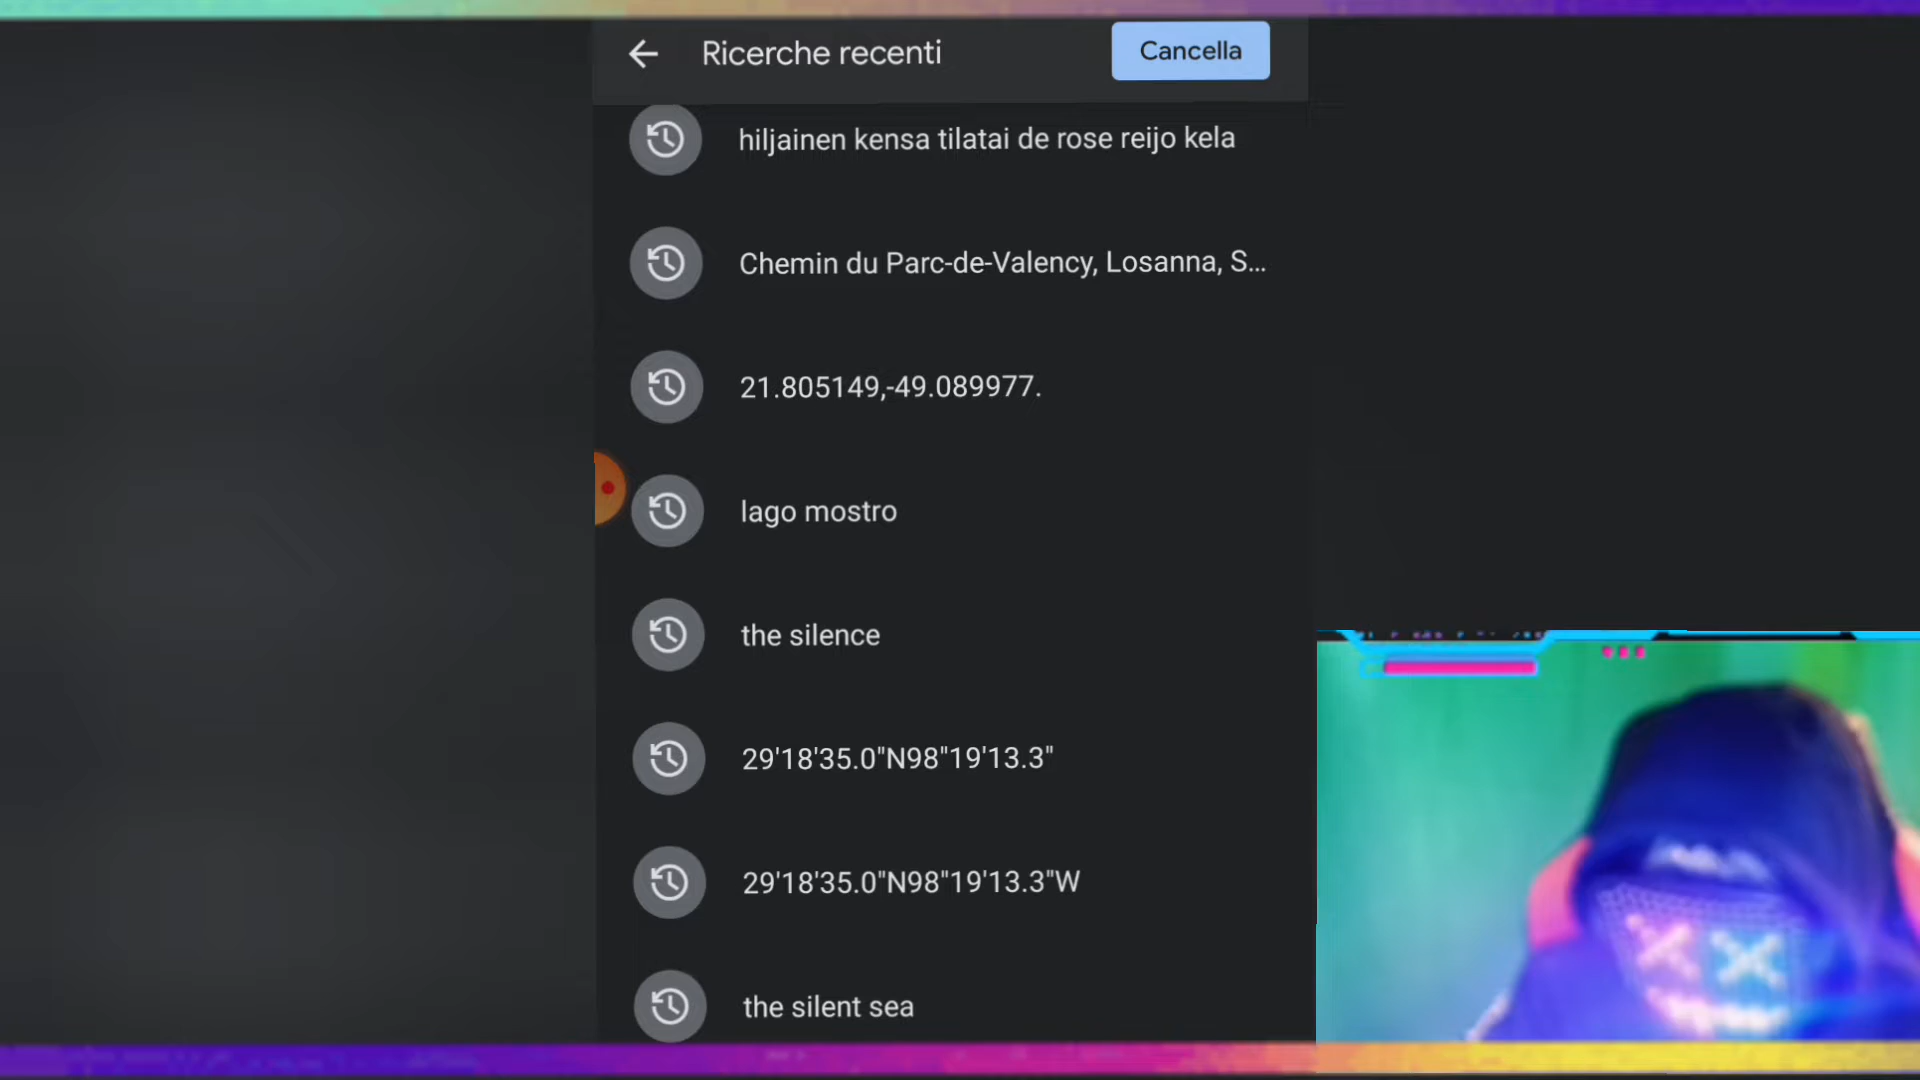 Ricerche recenti
Cancella
hiljainen kensa tilatai de rose reijo kela
Chemin du Parc-de-Valency, Losanna, S...
21.805149,-49.089977.
lago mostro
the silence
29'18'35.0"N98"19'13.3"
29'18'35.0"N98"19'13.3"W
the silent sea